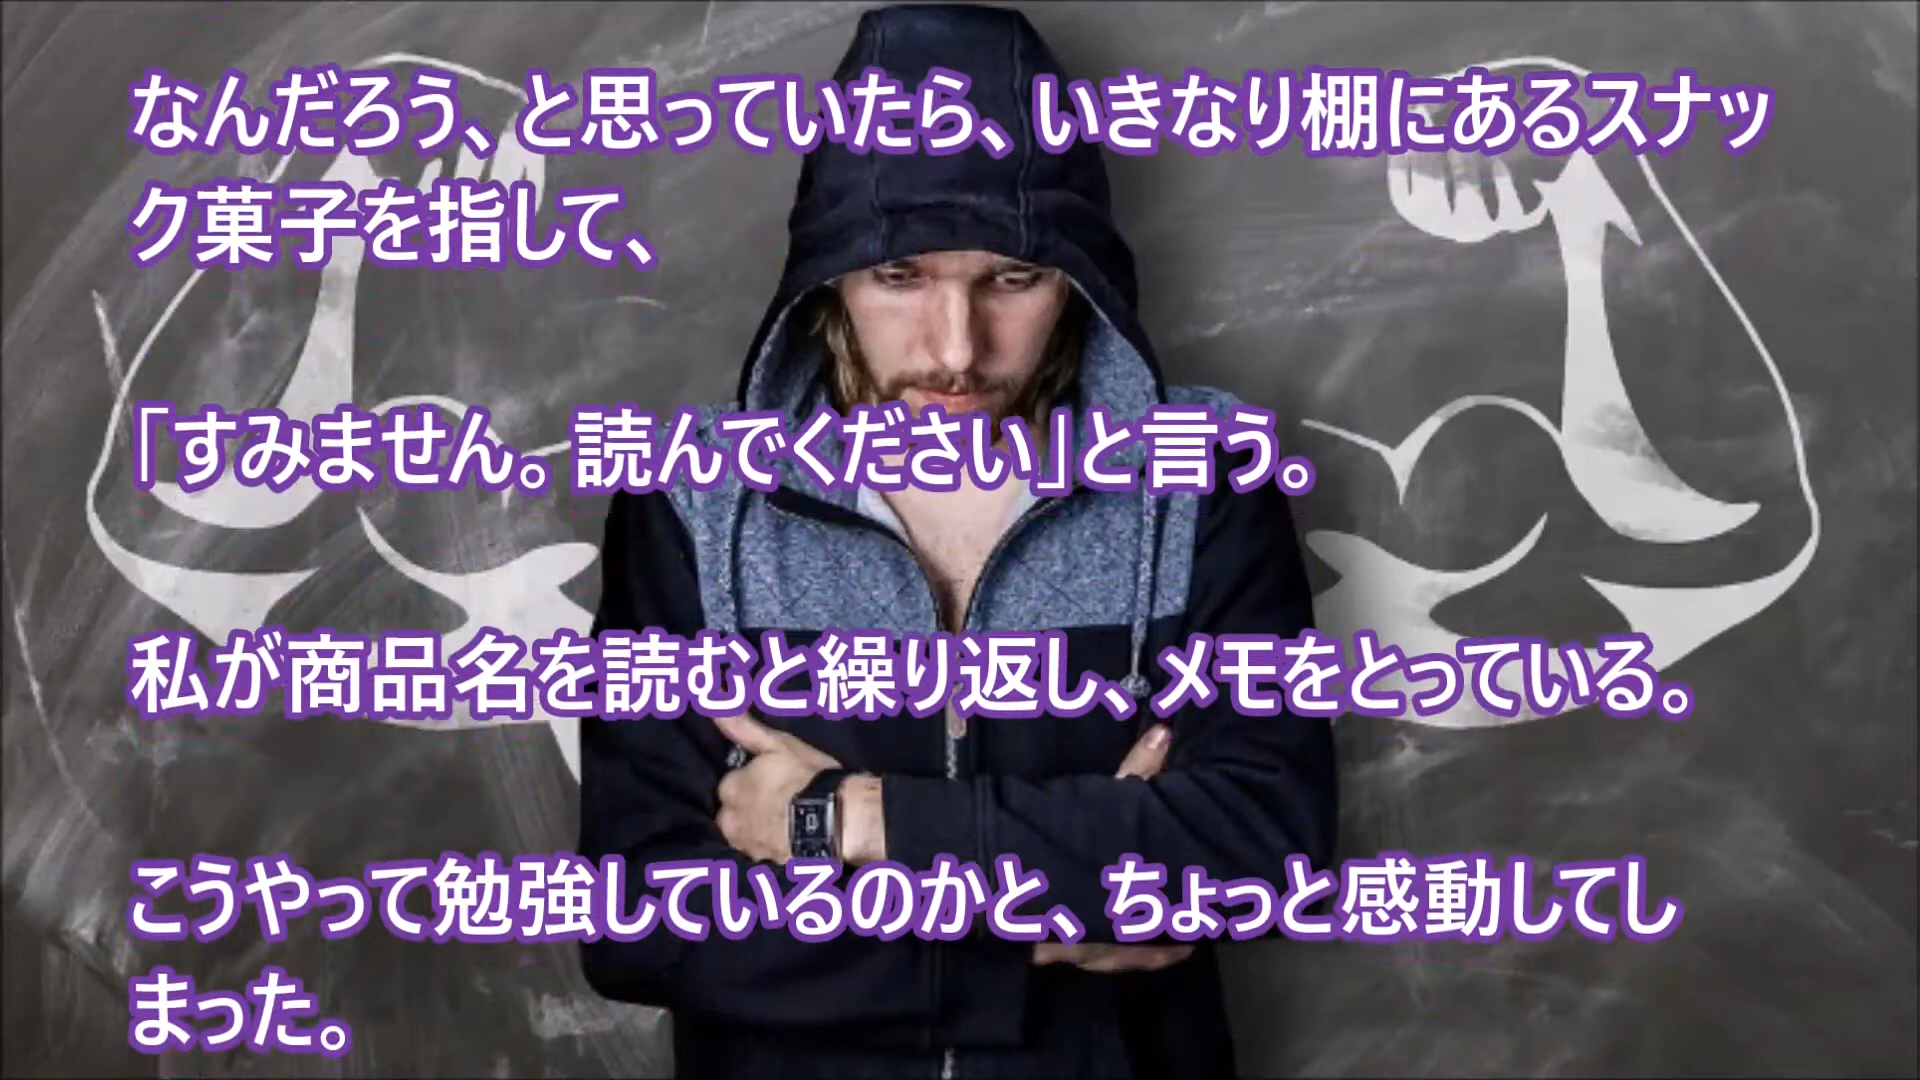 なんだろう、と思っていたら、いきなり棚にあるスナッ
ク菓子を指して、
「すみません。読んでください」と言う。
私が商品名を読むと繰り返し、メモをとっている。
こうやって勉強しているのかと、ちょっと感動してし
まった。